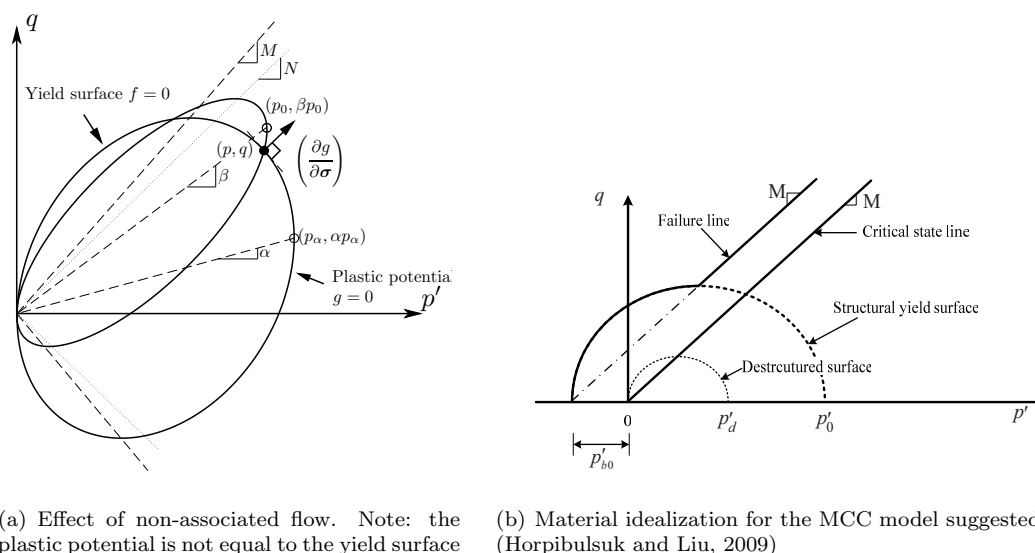 q
M
N
Yield surface f = 0
(p₀, βp₀)
(p, q)
(∂g/∂σ)
β
(pα, αpα)
α
Plastic potential
g = 0
p′
q
M
M
Failure line
Critical state line
Structural yield surface
Destrcutured surface
0
p′d
p′0
p′
p′b0
(a) Effect of non-associated flow. Note: the
plastic potential is not equal to the yield surface
(b) Material idealization for the MCC model suggested
(Horpibulsuk and Liu, 2009)